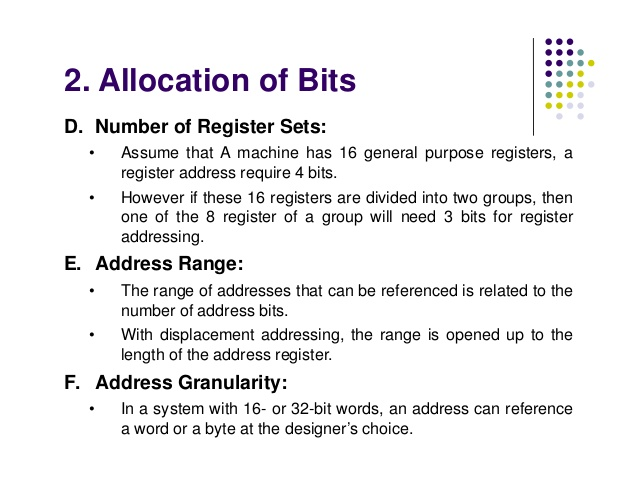 2. Allocation of Bits
D. Number of Register Sets:
• Assume that A machine has 16 general purpose registers, a
register address require 4 bits.
• However if these 16 registers are divided into two groups, then
one of the 8 register of a group will need 3 bits for register
addressing.
E. Address Range:
• The range of addresses that can be referenced is related to the
number of address bits.
• With displacement addressing, the range is opened up to the
length of the address register.
F. Address Granularity:
• In a system with 16- or 32-bit words, an address can reference
a word or a byte at the designer’s choice.